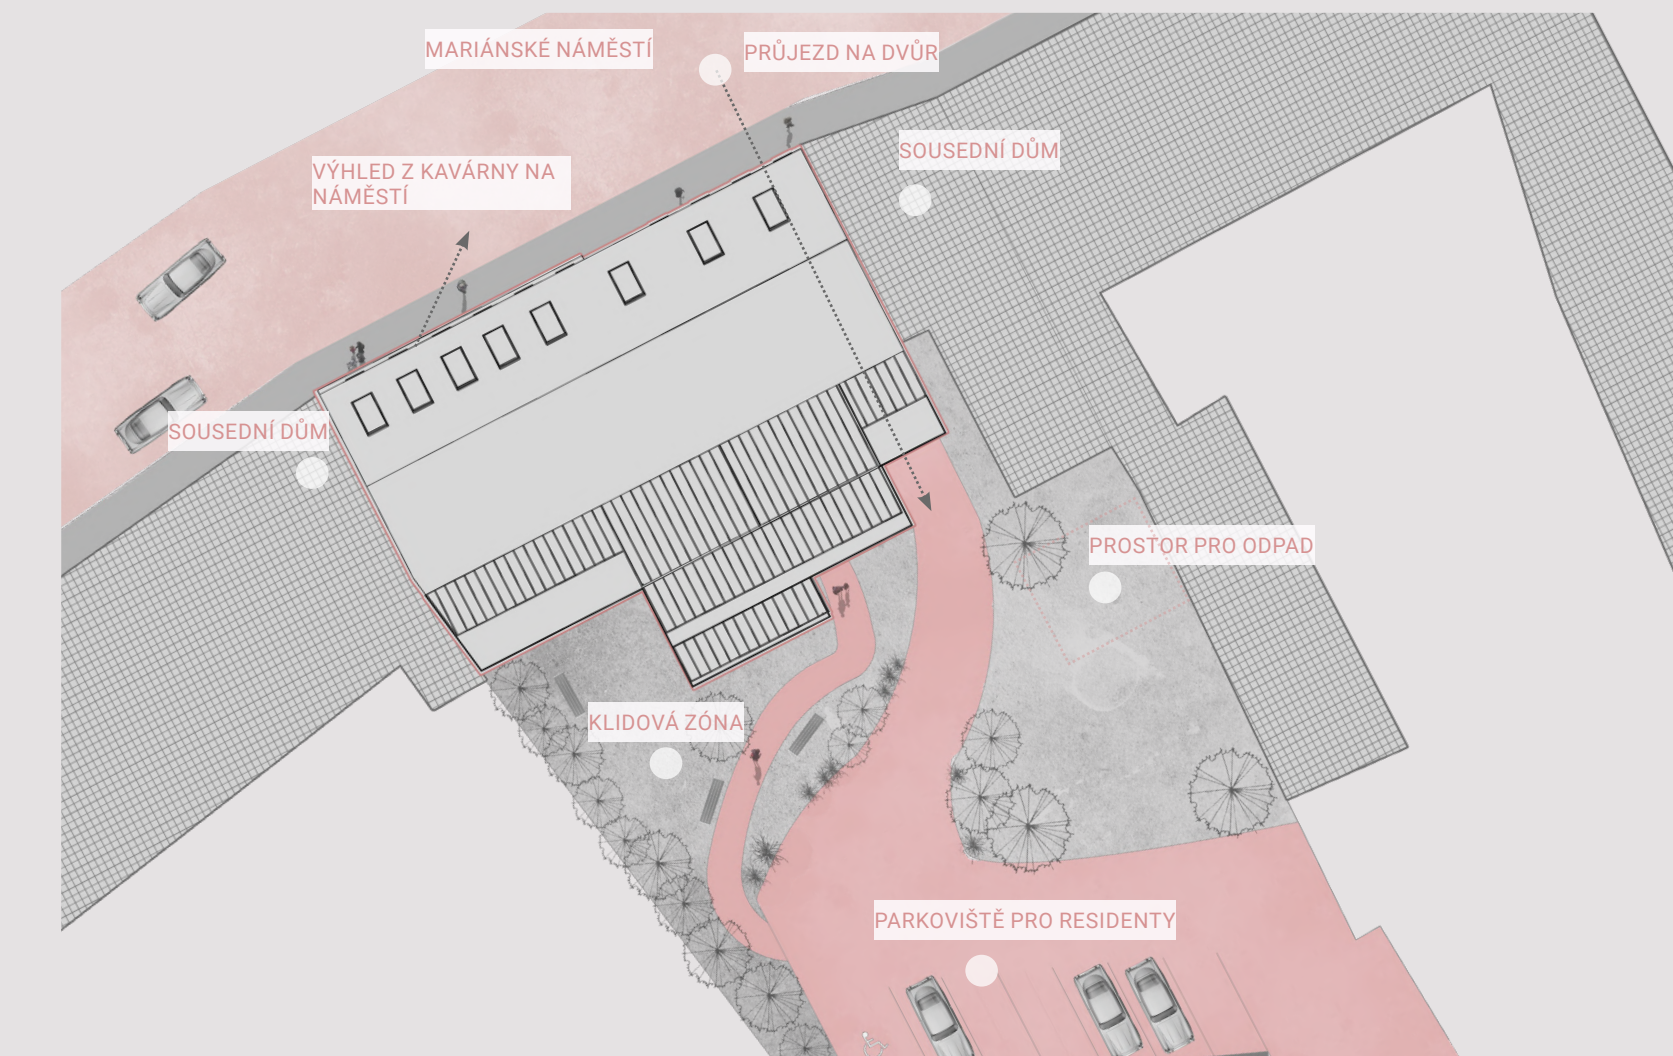 MARIÁNSKÉ NÁMĚSTÍ
PRŮJEZD NA DVŮR
SOUSEDNÍ DŮM
VÝHLED Z KAVÁRNY NA
NÁMĚSTÍ
SOUSEDNÍ DŮM
PROSTOR PRO ODPAD
KLIDOVÁ ZÓNA
PARKOVIŠTĚ PRO RESIDENTY